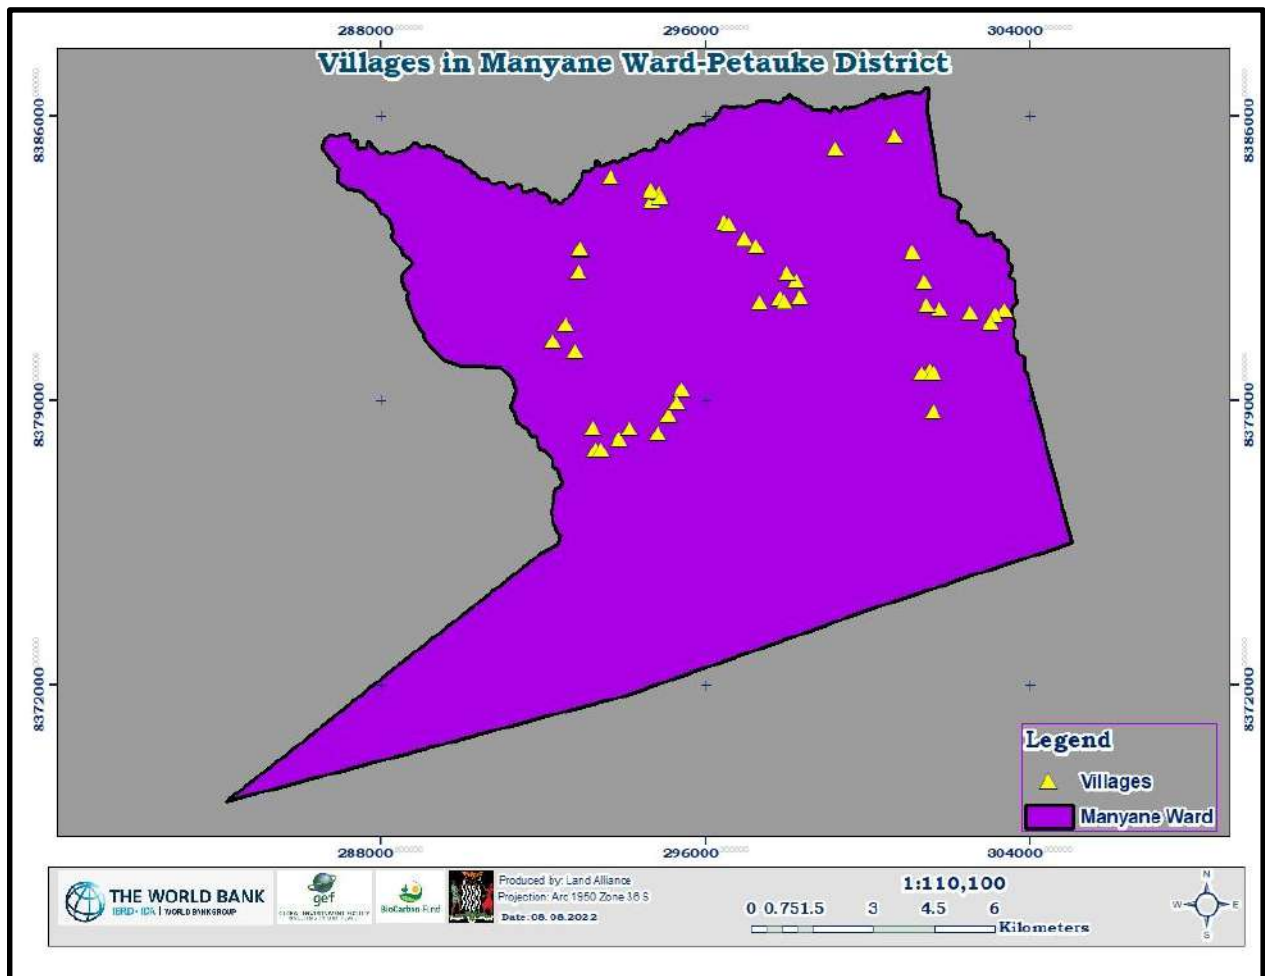 288000 296000 304000
Villages in Manyane Ward-Petauke District
8386000 8386000
8379000 8379000
8372000 8372000
Legend
Villages
Manyane Ward
288000 296000 304000
THE WORLD BANK
IBRD • IDA | WORLD BANK GROUP
gef
BioCarbon Fund
Produced by: Land Alliance
Projection: Arc 1950 Zone 36 S
Date: 08.08.2022
1:110,100
0 0.751.5 3 4.5 6
Kilometers
N
W E
S